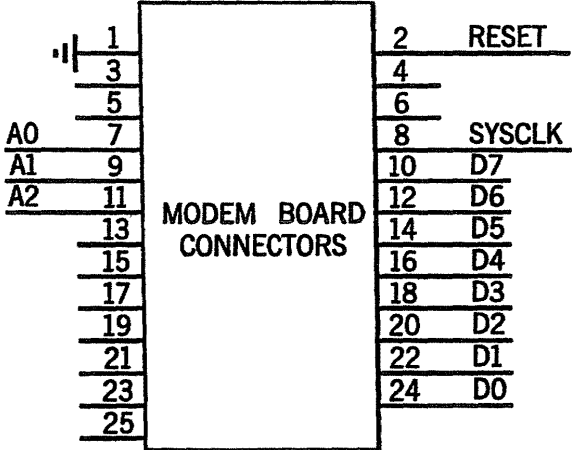 1 2 RESET
3 4
5 6
A0 7 8 SYSCLK
A1 9 10 D7
A2 11 12 D6
MODEM BOARD
13 14 D5
CONNECTORS
15 16 D4
17 18 D3
19 20 D2
21 22 D1
23 24 D0
25